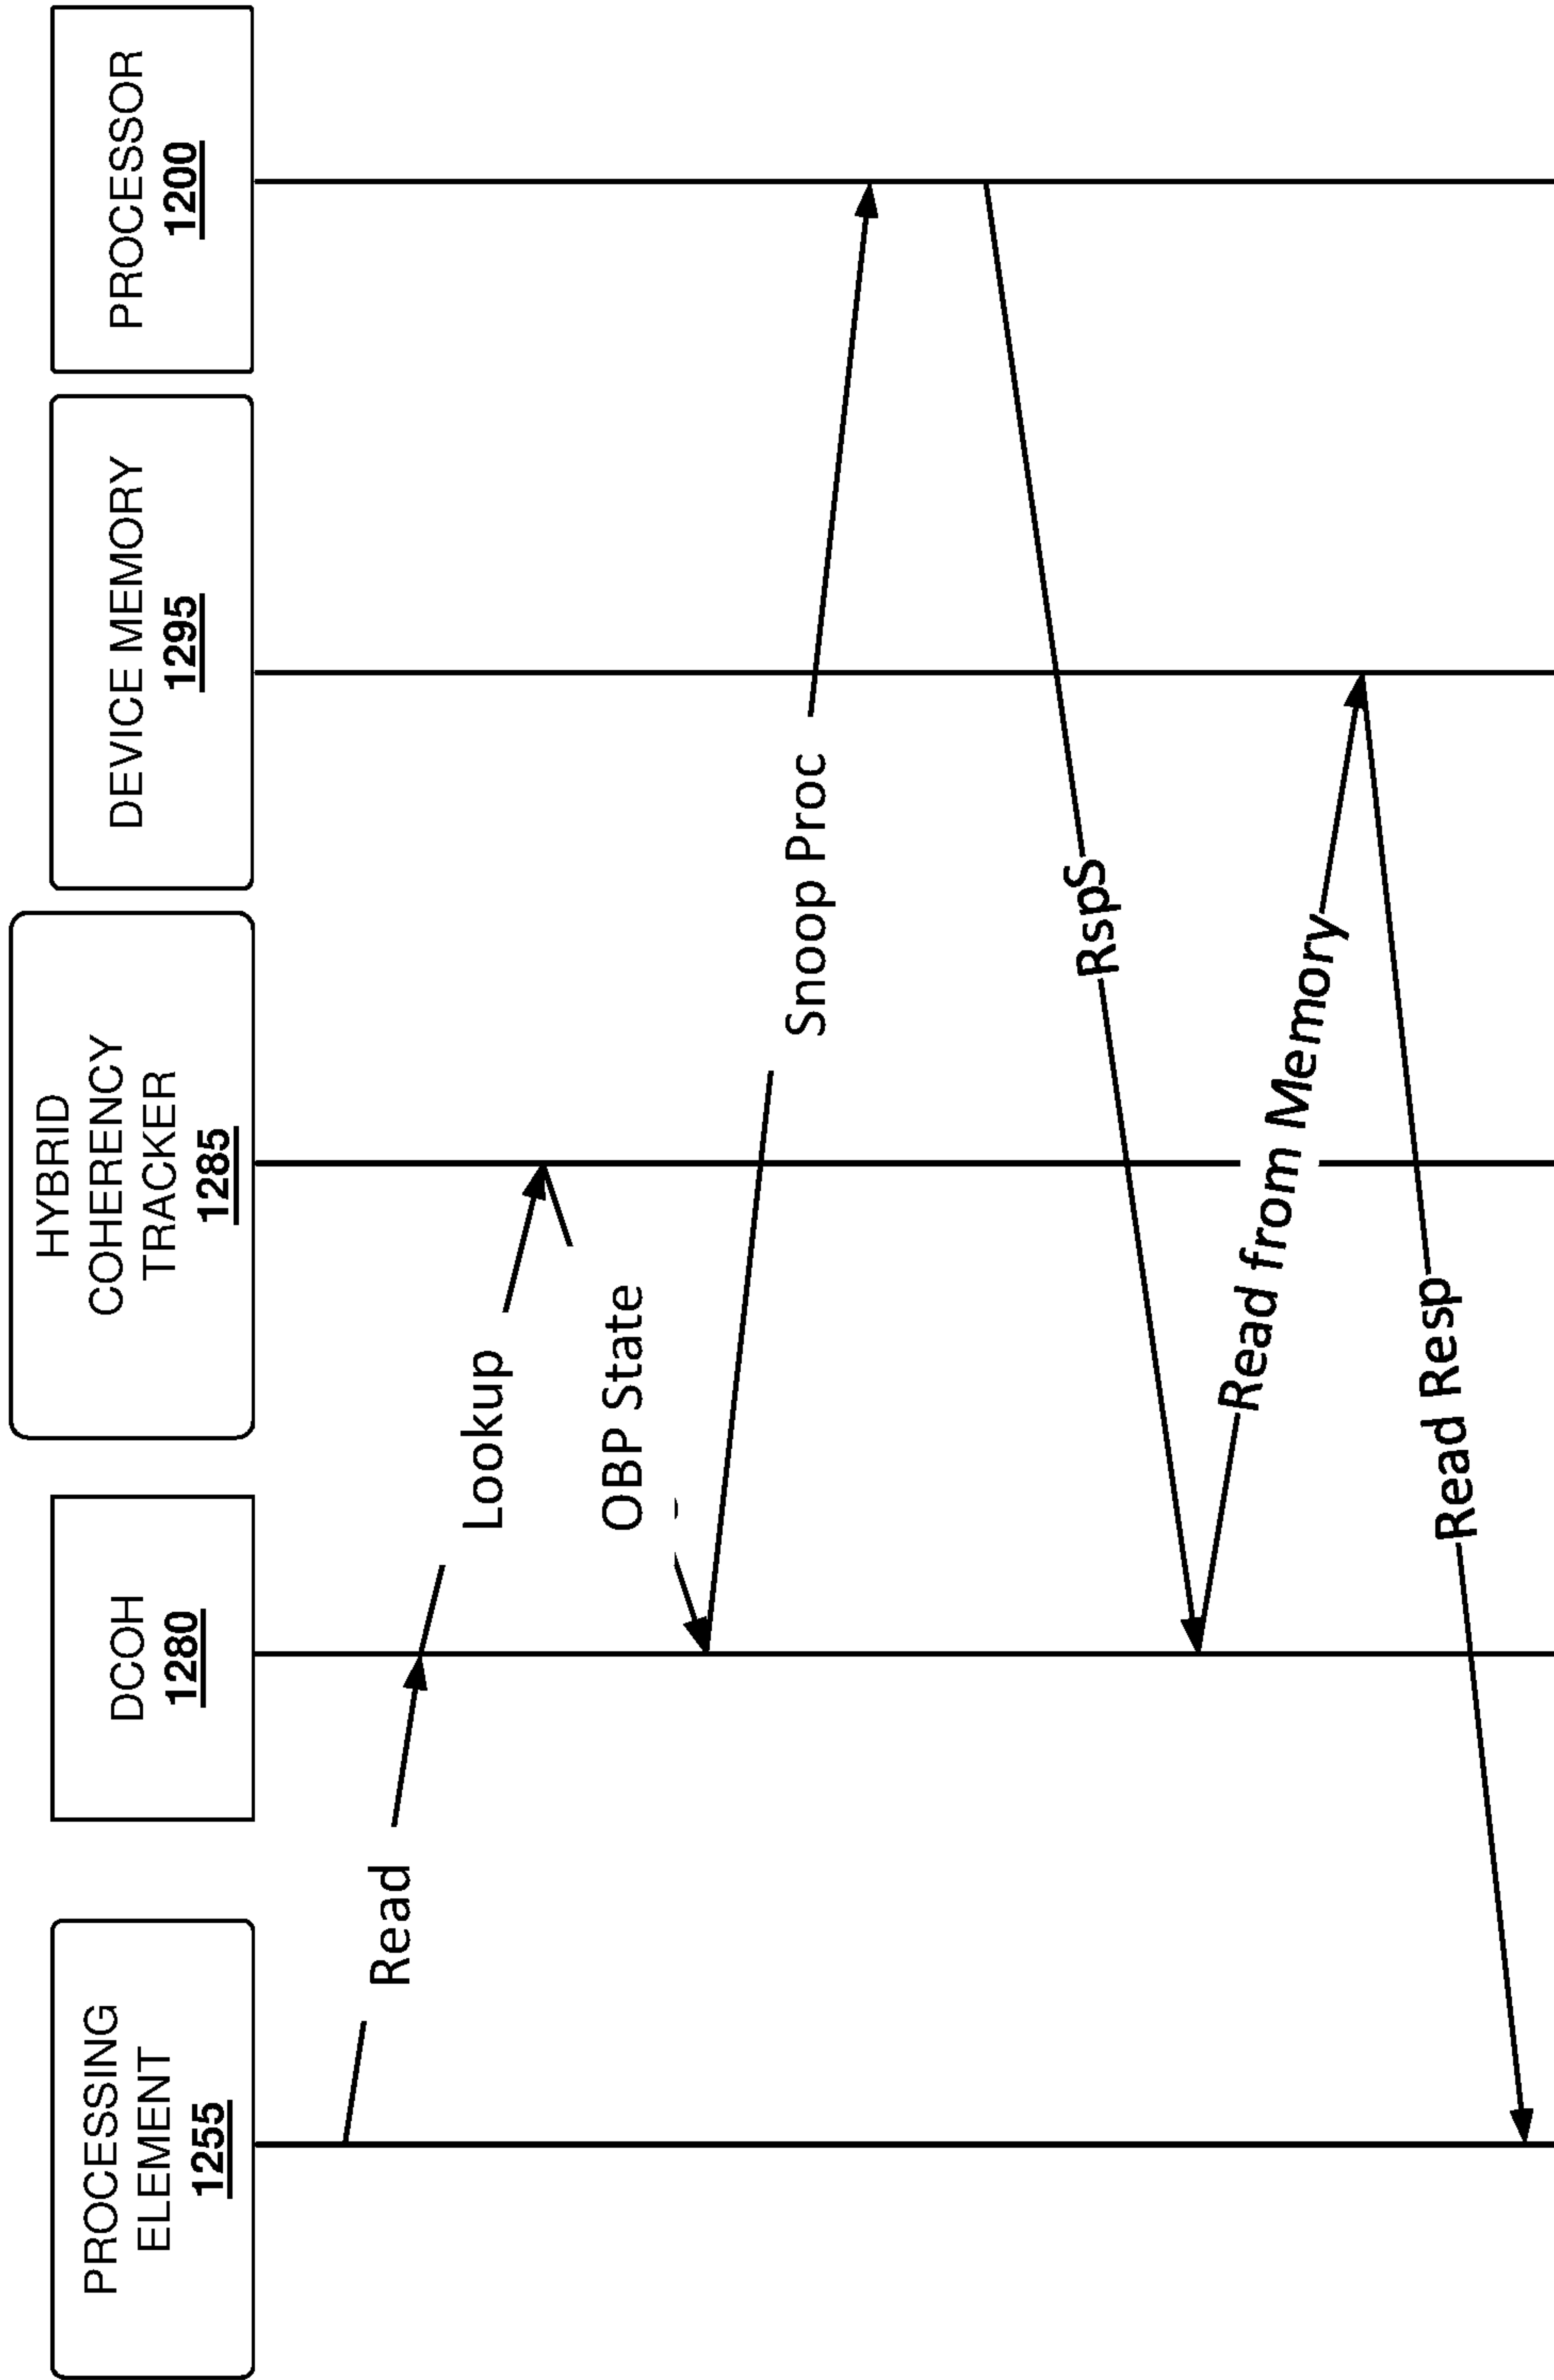 PROCESSING
ELEMENT
1255
DCOH
1280
HYBRID
COHERENCY
TRACKER
1285
DEVICE MEMORY
1295
PROCESSOR
1200
Read
Lookup
OBP State
Snoop Proc
RspS
Read from Memory
Read Resp